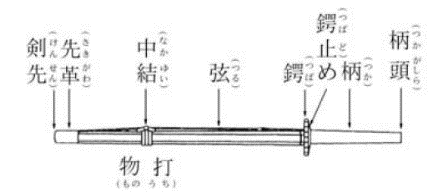 剣先(けんせん)
先革(さきがわ)
中結(なかゆい)
弦(つる)
鍔(つば)
鍔止め(つばど)
柄(つか)
柄頭(つかがしら)
物打(ものうち)